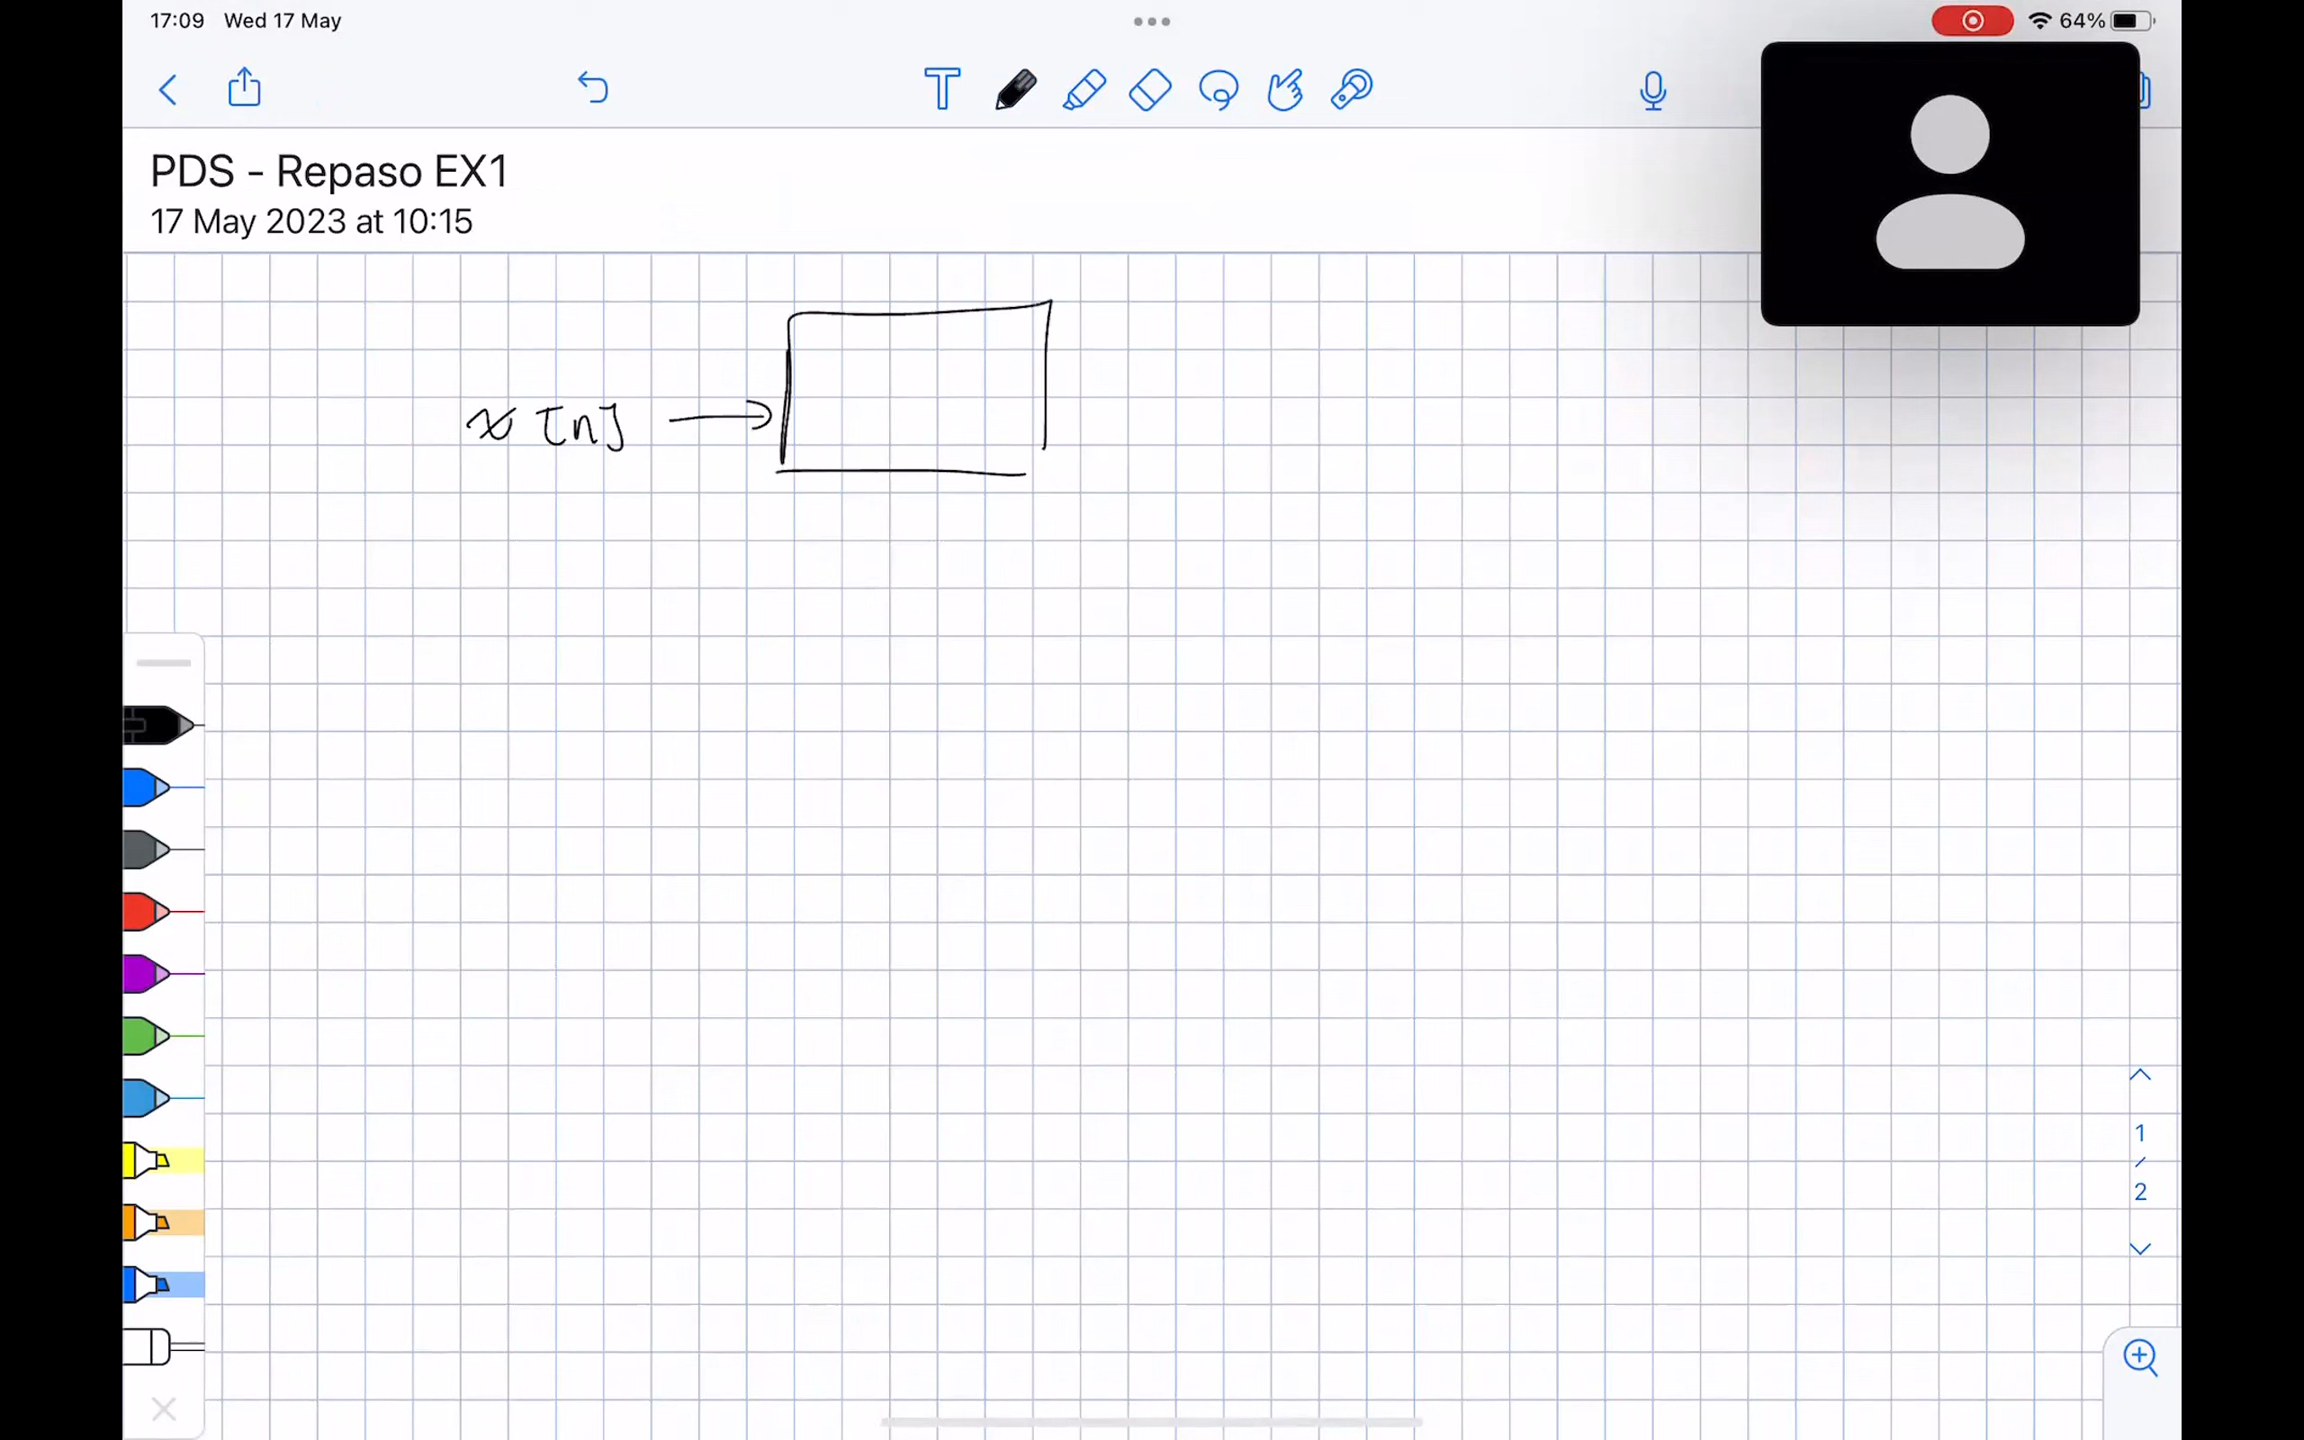 17:09 Wed 17 May
64%
PDS - Repaso EX1
17 May 2023 at 10:15
x [n]
1
/
2